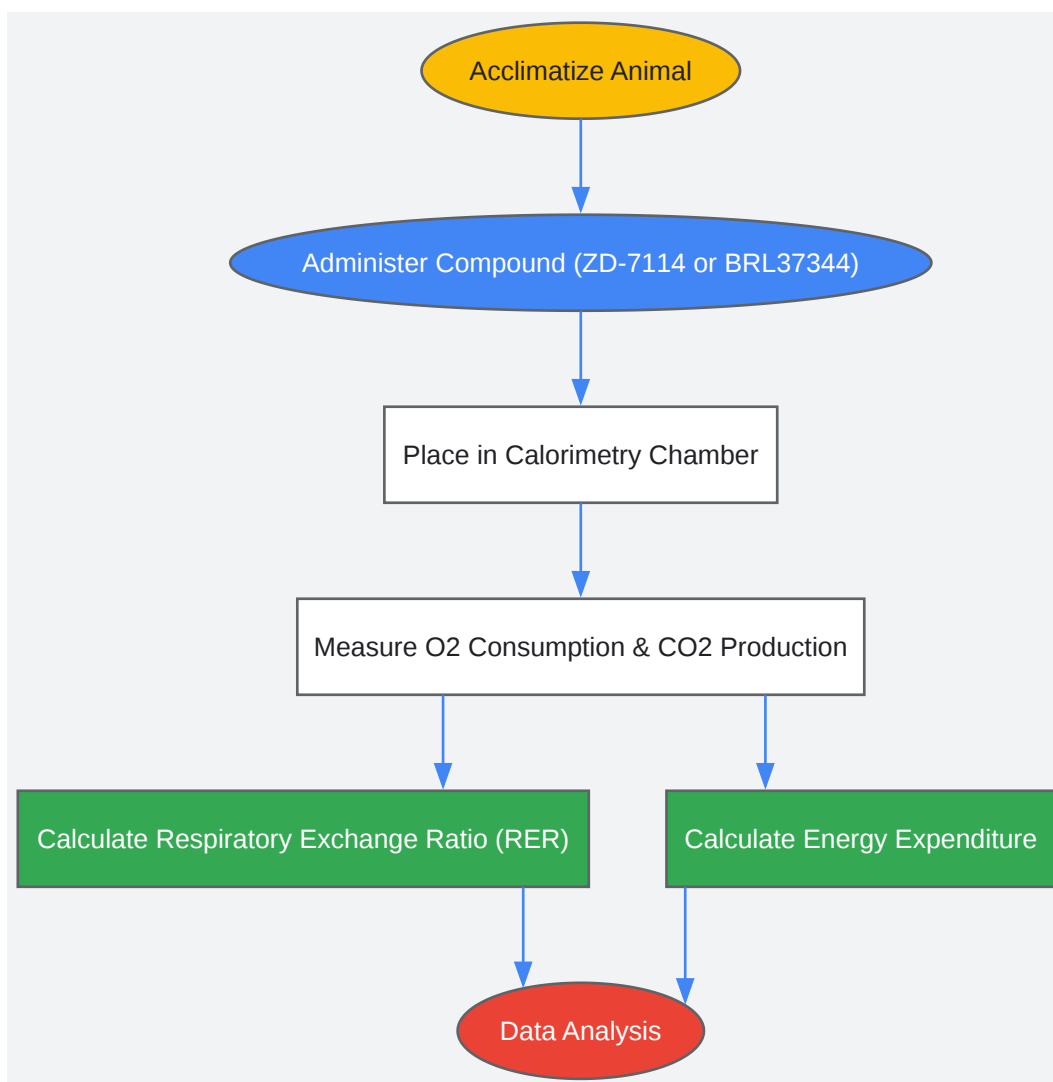 Acclimatize Animal
Administer Compound (ZD-7114 or BRL37344)
Place in Calorimetry Chamber
Measure O2 Consumption & CO2 Production
Calculate Respiratory Exchange Ratio (RER)
Calculate Energy Expenditure
Data Analysis